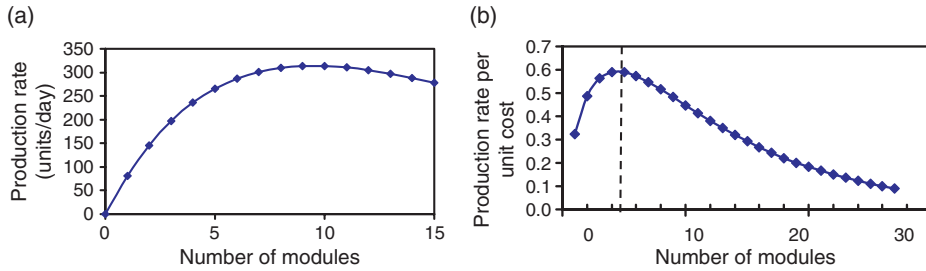 (a)
Production rate
(units/day)
350
300
250
200
150
100
50
0
0 5 10 15
Number of modules
(b)
Production rate per
unit cost
0.7
0.6
0.5
0.4
0.3
0.2
0.1
0.0
0 10 20 30
Number of modules